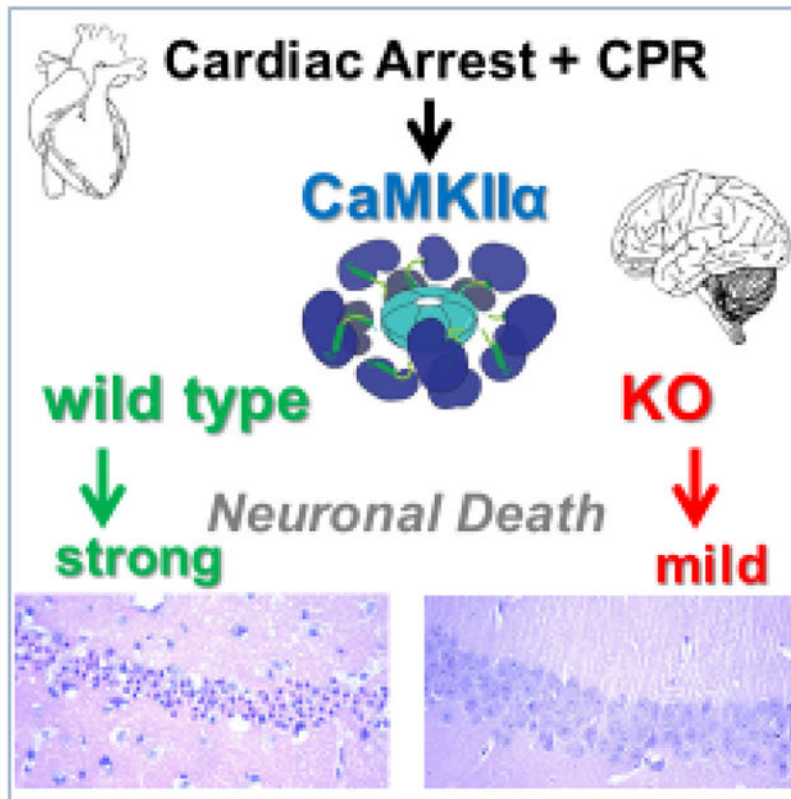 Cardiac Arrest + CPR
CaMKIIα
wild type
KO
Neuronal Death
strong
mild